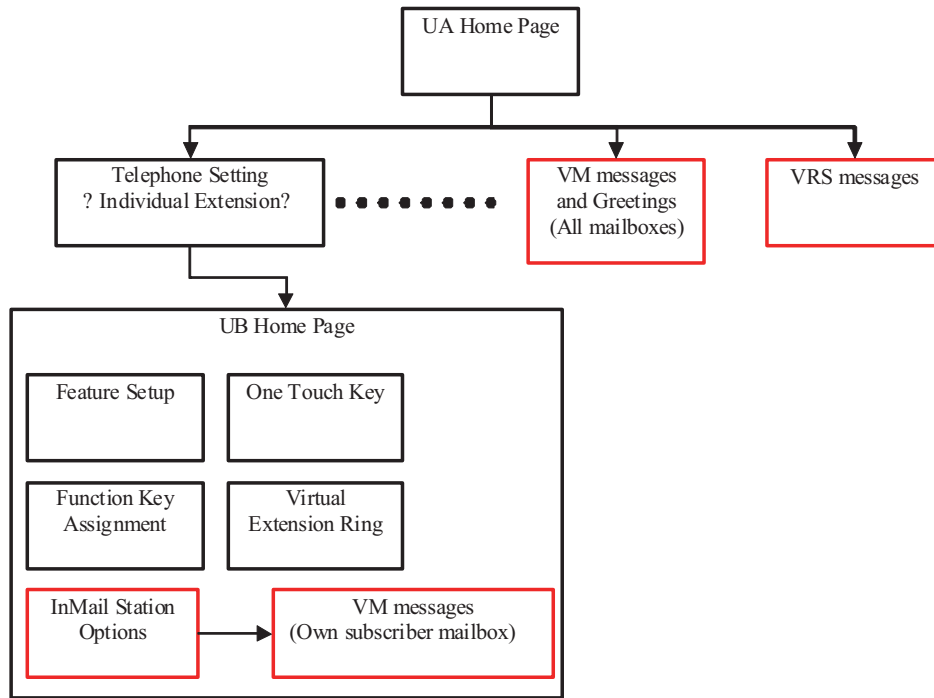 UA Home Page
Telephone Setting
? Individual Extension?
VM messages
and Greetings
(All mailboxes)
VRS messages
UB Home Page
Feature Setup
One Touch Key
Function Key
Assignment
Virtual
Extension Ring
InMail Station
Options
VM messages
(Own subscriber mailbox)